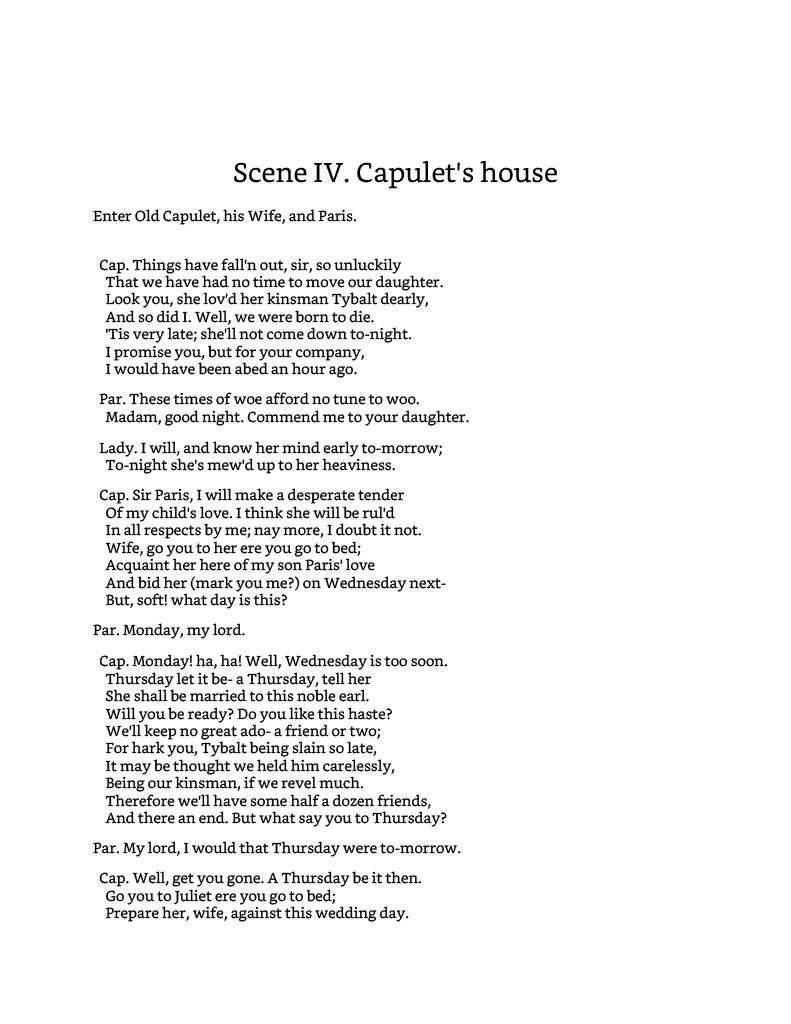 Scene IV. Capulet's house
Enter Old Capulet, his Wife, and Paris.
Cap. Things have fall'n out, sir, so unluckily
That we have had no time to move our daughter.
Look you, she lov'd her kinsman Tybalt dearly,
And so did I. Well, we were born to die.
'Tis very late; she'll not come down to-night.
I promise you, but for your company,
I would have been abed an hour ago.
Par. These times of woe afford no tune to woo.
Madam, good night. Commend me to your daughter.
Lady. I will, and know her mind early to-morrow;
To-night she's mew'd up to her heaviness.
Cap. Sir Paris, I will make a desperate tender
Of my child's love. I think she will be rul'd
In all respects by me; nay more, I doubt it not.
Wife, go you to her ere you go to bed;
Acquaint her here of my son Paris' love
And bid her (mark you me?) on Wednesday next-
But, soft! what day is this?
Par. Monday, my lord.
Cap. Monday! ha, ha! Well, Wednesday is too soon.
Thursday let it be- a Thursday, tell her
She shall be married to this noble earl.
Will you be ready? Do you like this haste?
We'll keep no great ado- a friend or two;
For hark you, Tybalt being slain so late,
It may be thought we held him carelessly,
Being our kinsman, if we revel much.
Therefore we'll have some half a dozen friends,
And there an end. But what say you to Thursday?
Par. My lord, I would that Thursday were to-morrow.
Cap. Well, get you gone. A Thursday be it then.
Go you to Juliet ere you go to bed;
Prepare her, wife, against this wedding day.